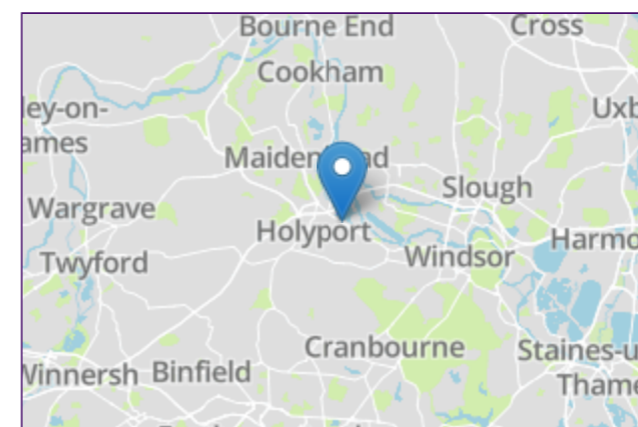 Bourne End
Cross
Cookham
ley-on-
ames
Uxb
Maiden ad
Slough
Wargrave
Holyport
Harmo
Windsor
Twyford
Cranbourne
Staines-u
Winnersh
Binfield
Thame